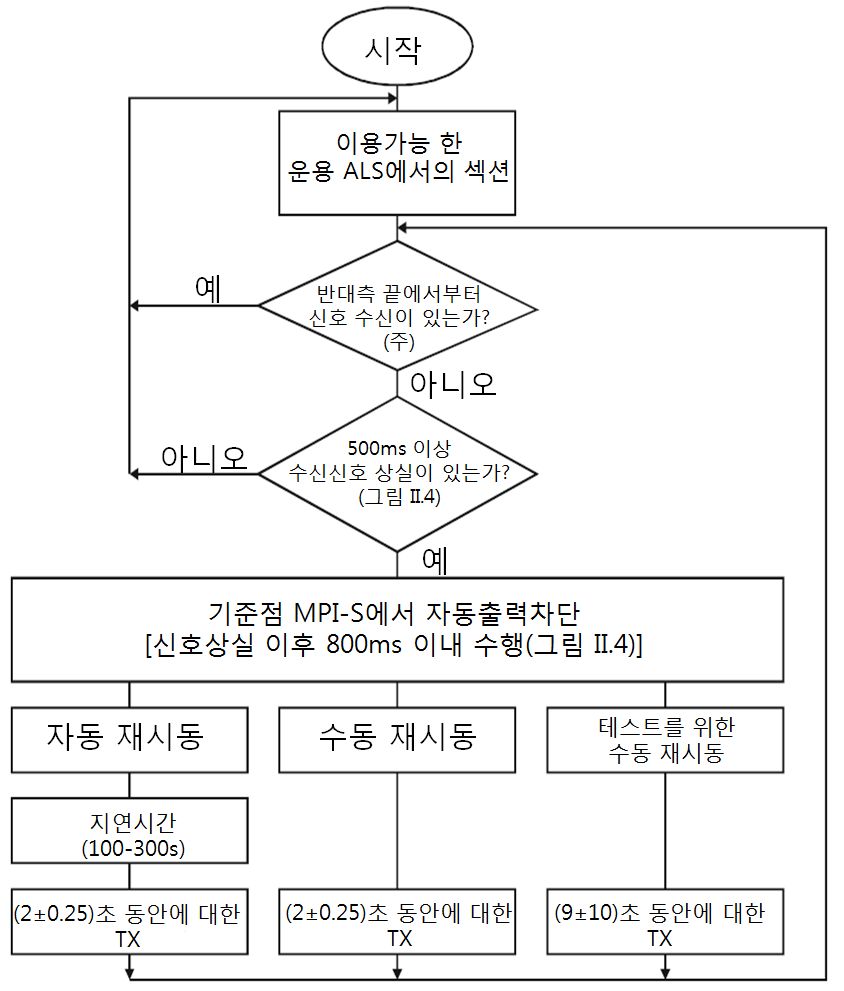 시작
이용가능 한
운용 ALS에서의 섹션
예
반대측 끝에서부터
신호 수신이 있는가?
(주)
아니오
아니오
500ms 이상
수신신호 상실이 있는가?
(그림 II.4)
예
기준점 MPI-S에서 자동출력차단
[신호상실 이후 800ms 이내 수행(그림 II.4)]
자동 재시동
수동 재시동
테스트를 위한
수동 재시동
지연시간
(100-300s)
(2±0.25)초 동안에 대한
TX
(2±0.25)초 동안에 대한
TX
(9±10)초 동안에 대한
TX